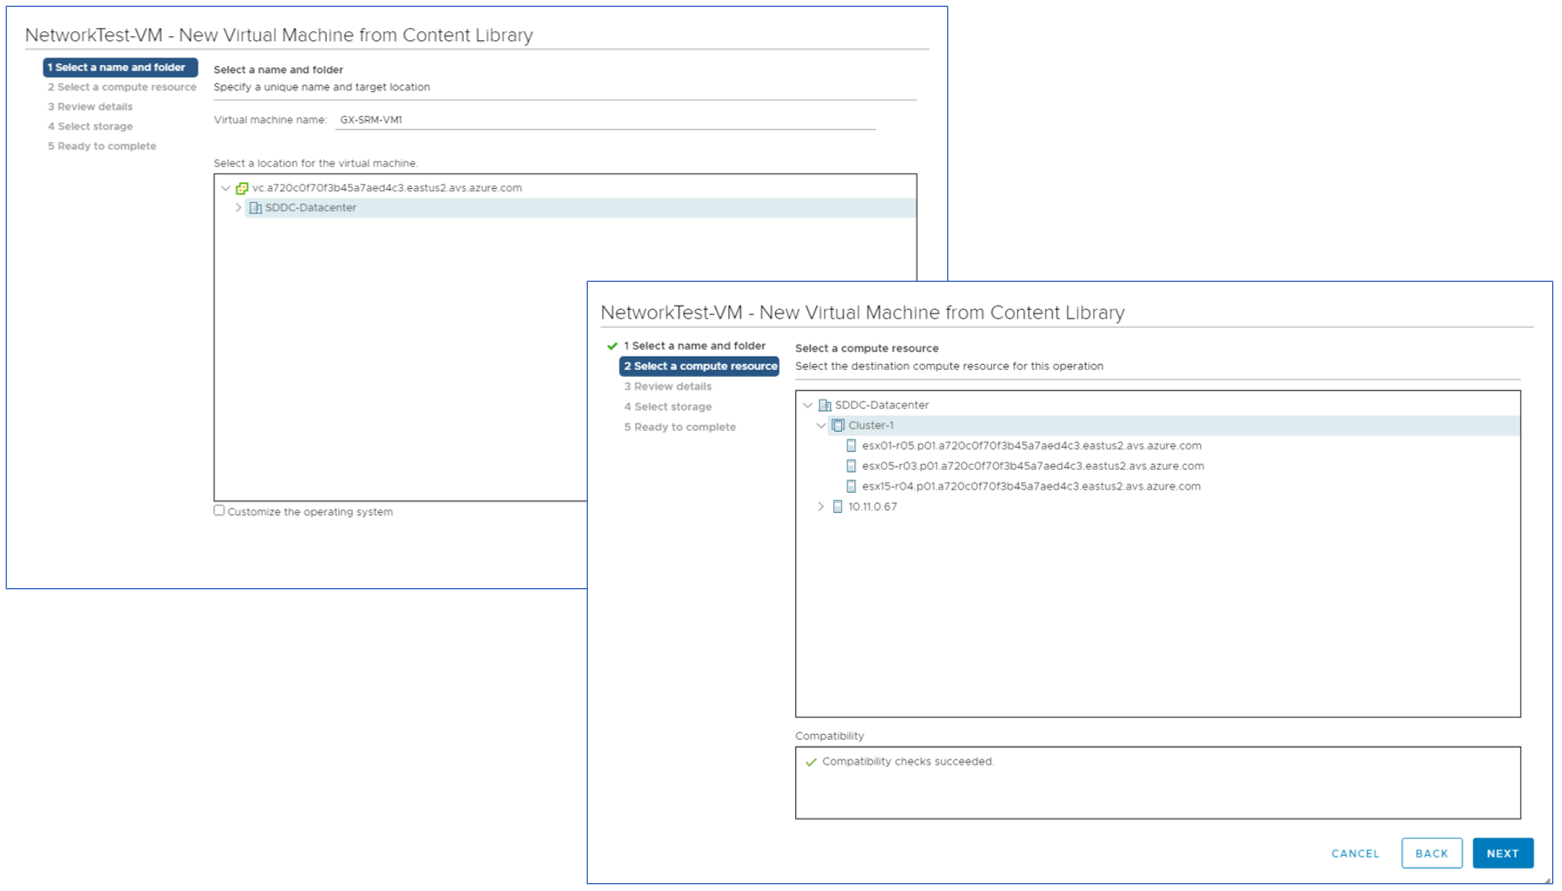 NetworkTest-VM - New Virtual Machine from Content Library
1 Select a name and folder
2 Select a compute resource
3 Review details
4 Select storage
5 Ready to complete
Select a name and folder
Specify a unique name and target location
Virtual machine name: GX-SRM-VM1
Select a location for the virtual machine.
vc.a720c0f70f3b45a7aed4c3.eastus2.avs.azure.com
SDDC-Datacenter
Customize the operating system
NetworkTest-VM - New Virtual Machine from Content Library
1 Select a name and folder
2 Select a compute resource
3 Review details
4 Select storage
5 Ready to complete
Select a compute resource
Select the destination compute resource for this operation
SDDC-Datacenter
Cluster-1
esx01-r05.p01.a720c0f70f3b45a7aed4c3.eastus2.avs.azure.com
esx05-r03.p01.a720c0f70f3b45a7aed4c3.eastus2.avs.azure.com
esx15-r04.p01.a720c0f70f3b45a7aed4c3.eastus2.avs.azure.com
10.11.0.67
Compatibility
Compatibility checks succeeded.
CANCEL
BACK
NEXT